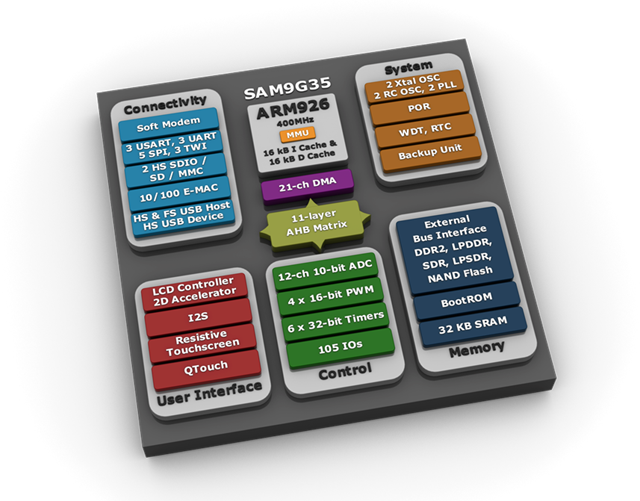 Connectivity
Soft Modem
3 USART, 3 UART
5 SPI, 3 TWI
2 HS SDIO /
SD / MMC
10/100 E-MAC
HS & FS USB Host
HS USB Device
SAM9G35
ARM926
400MHz
MMU
16 kB I Cache &
16 kB D Cache
21-ch DMA
11-layer
AHB Matrix
System
2 Xtal OSC
2 RC OSC, 2 PLL
POR
WDT, RTC
Backup Unit
LCD Controller
2D Accelerator
I2S
Resistive
Touchscreen
QTouch
User Interface
12-ch 10-bit ADC
4 x 16-bit PWM
6 x 32-bit Timers
105 IOs
Control
External
Bus Interface
DDR2, LPDDR,
SDR, LPSDR,
NAND Flash
BootROM
32 KB SRAM
Memory